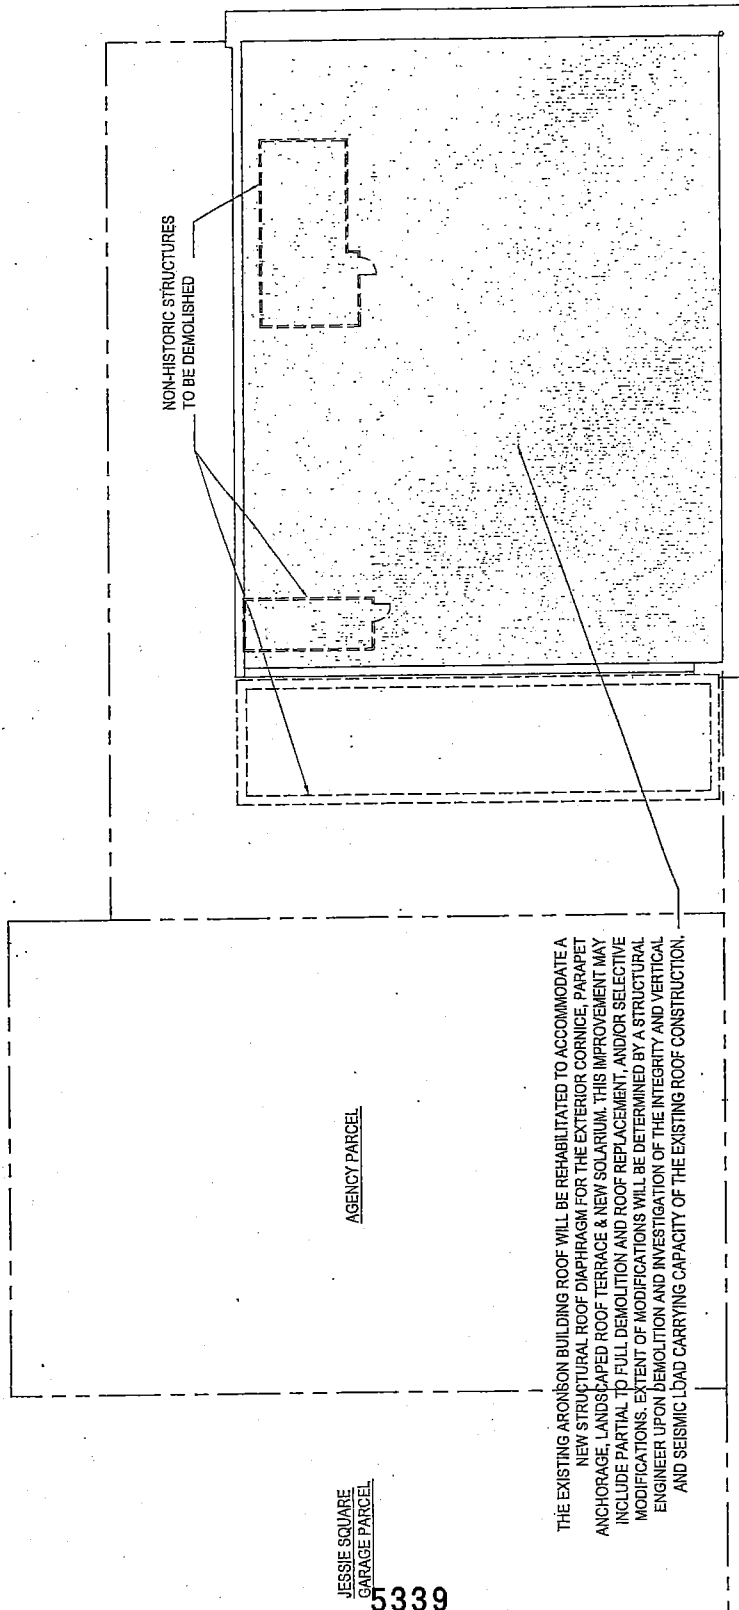 NON-HISTORIC STRUCTURES
TO BE DEMOLISHED
AGENCY PARCEL
JESSIE SQUARE
GARAGE PARCEL
THE EXISTING ARONSON BUILDING ROOF WILL BE REHABILITATED TO ACCOMMODATE A
NEW STRUCTURAL ROOF DIAPHRAGM FOR THE EXTERIOR CORNICE, PARAPET
ANCHORAGE, LANDSCAPED ROOF TERRACE & NEW SOLARIUM. THIS IMPROVEMENT MAY
INCLUDE PARTIAL TO FULL DEMOLITION AND ROOF REPLACEMENT, AND/OR SELECTIVE
MODIFICATIONS. EXTENT OF MODIFICATIONS WILL BE DETERMINED BY A STRUCTURAL
ENGINEER UPON DEMOLITION AND INVESTIGATION OF THE INTEGRITY AND VERTICAL
AND SEISMIC LOAD CARRYING CAPACITY OF THE EXISTING ROOF CONSTRUCTION.
5339